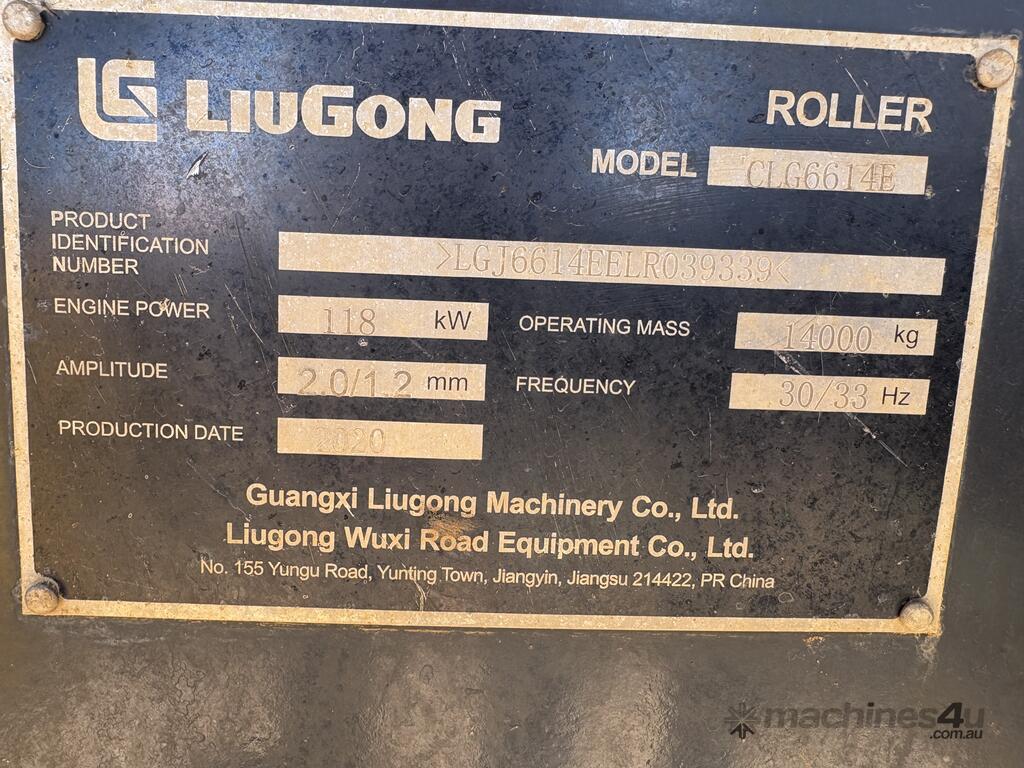 LG LIUGONG
ROLLER
MODEL CLG6614E
PRODUCT
IDENTIFICATION
NUMBER
>LGJ6614EELR039339<
ENGINE POWER 118 kW OPERATING MASS 14000 kg
AMPLITUDE 2.0/1.2 mm FREQUENCY 30/33 Hz
PRODUCTION DATE 2020
Guangxi Liugong Machinery Co., Ltd.
Liugong Wuxi Road Equipment Co., Ltd.
No. 155 Yungu Road, Yunting Town, Jiangyin, Jiangsu 214422, PR China
machines4u
.com.au